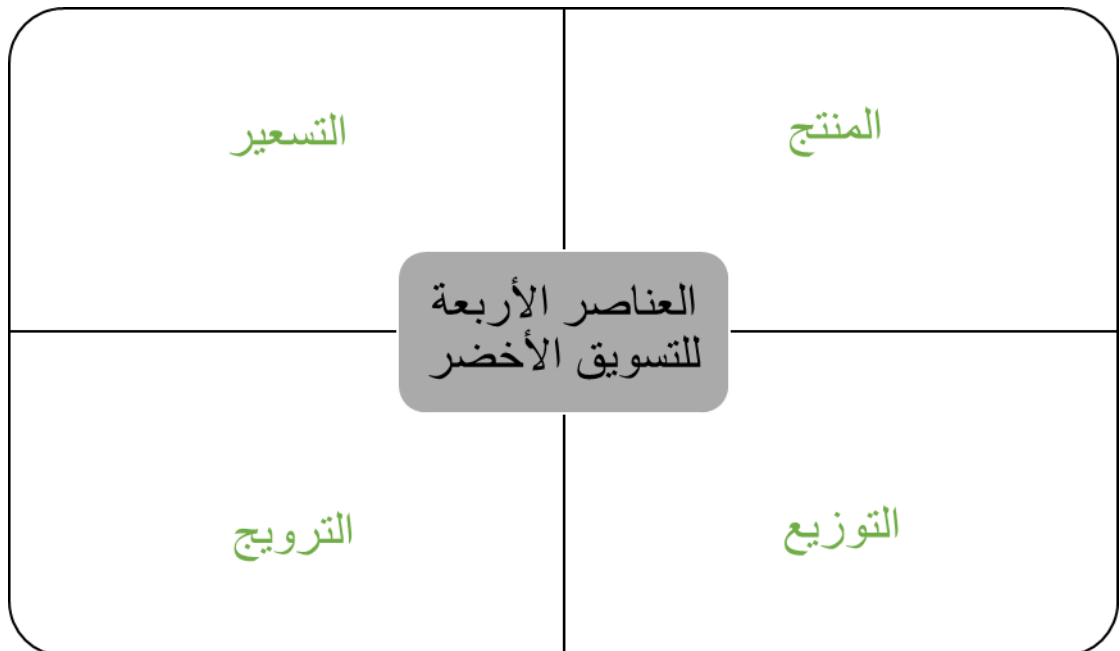 المنتج
التسعير
العناصر الأربعة
للتسويق الأخضر
التوزيع
الترويج